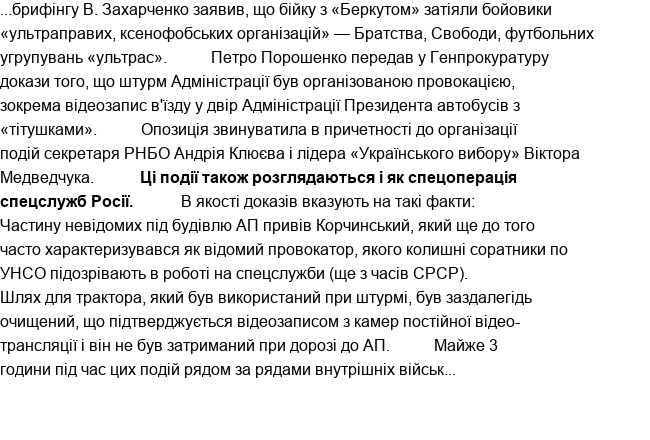 ...брифінгу В. Захарченко заявив, що бійку з «Беркутом» затіяли бойовики
«ультраправих, ксенофобських організацій» — Братства, Свободи, футбольних
угрупувань «ультрас». Петро Порошенко передав у Генпрокуратуру
докази того, що штурм Адміністрації був організованою провокацією,
зокрема відеозапис в'їзду у двір Адміністрації Президента автобусів з
«тітушками». Опозиція звинуватила в причетності до організації
подій секретаря РНБО Андрія Клюєва і лідера «Українського вибору» Віктора
Медведчука. Ці події також розглядаються і як спецоперація
спецслужб Росії. В якості доказів вказують на такі факти:
Частину невідомих під будівлю АП привів Корчинський, який ще до того
часто характеризувався як відомий провокатор, якого колишні соратники по
УНСО підозрівають в роботі на спецслужби (ще з часів СРСР).
Шлях для трактора, який був використаний при штурмі, був заздалегідь
очищений, що підтверджується відеозаписом з камер постійної відео-
трансляції і він не був затриманий при дорозі до АП. Майже 3
години під час цих подій рядом за рядами внутрішніх військ...